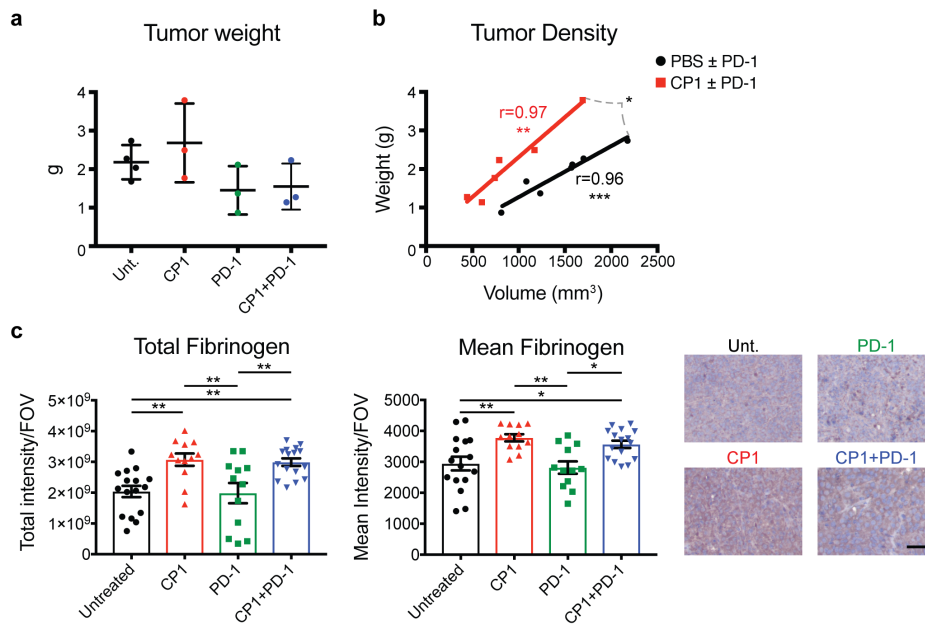 a
Tumor weight
g
4
3
2
1
0
Unt.
CP1
PD-1
CP1+PD-1
b
Tumor Density
PBS ± PD-1
CP1 ± PD-1
Weight (g)
4
3
2
1
0
r=0.97
**
*
r=0.96
***
0 500 1000 1500 2000 2500
Volume (mm³)
c
Total Fibrinogen
**
**
**
**
Total intensity/FOV
5×10⁹
4×10⁹
3×10⁹
2×10⁹
1×10⁹
0
Untreated
CP1
PD-1
CP1+PD-1
Mean Fibrinogen
*
**
*
**
Mean Intensity/FOV
5000
4000
3000
2000
1000
0
Untreated
CP1
PD-1
CP1+PD-1
Unt.
PD-1
CP1
CP1+PD-1